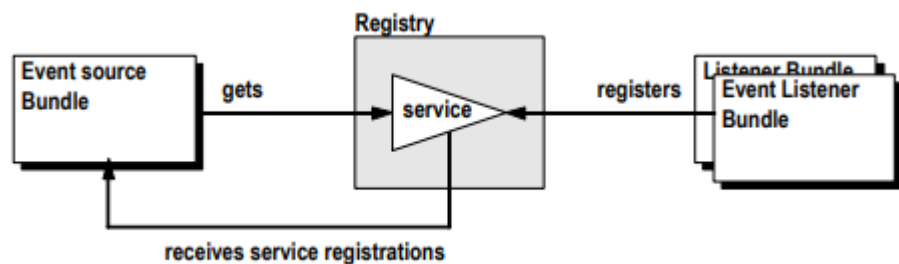 Registry
Event source
Bundle
gets
service
registers
Listener Bundle
Event Listener
Bundle
receives service registrations